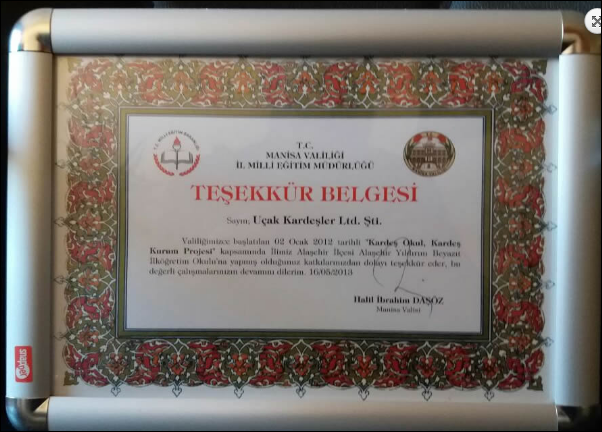 T.C.
MANİSA VALİLİĞİ
İL MİLLİ EĞİTİM MÜDÜRLÜĞÜ
TEŞEKKÜR BELGESİ
Sayın; Uçak Kardeşler Ltd. Şti.
Valiliğimizce başlatılan 02 Ocak 2012 tarihli "Kardeş Okul, Kardeş
Kurum Projesi" kapsamında İlimiz Alaşehir İlçesi Alaşehir Yıldırım Beyazıt
İlköğretim Okulu'na yapmış olduğunuz katkılarınızdan dolayı teşekkür eder, bu
değerli çalışmalarınızın devamını dilerim. 16/05/2013
Halil İbrahim DAŞÖZ
Manisa Valisi